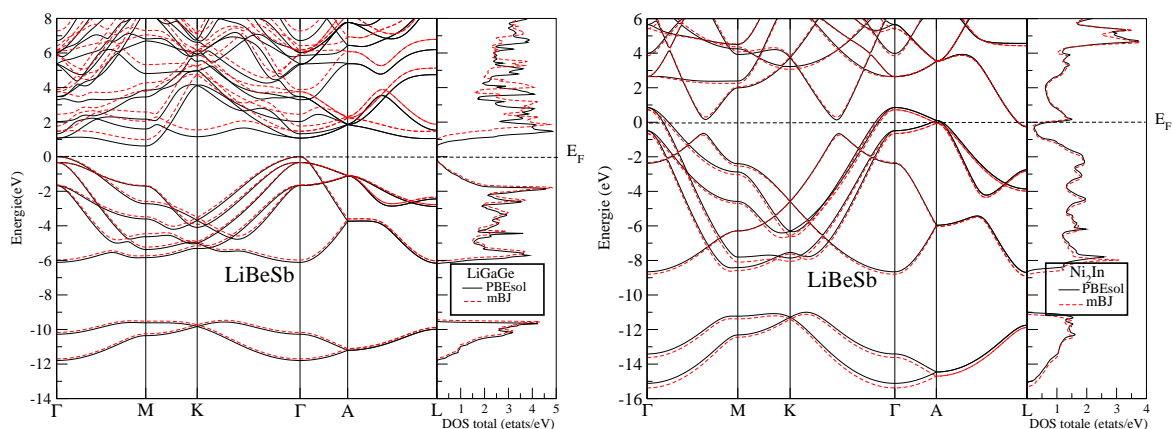 8
6
4
2
0
-2
-4
-6
-8
-10
-12
-14
Energie(eV)
Γ M K Γ A L
LiBeSb
E_F
LiGaGe
PBEsol
mBJ
1 2 3 4 5
DOS total (etats/eV)
6
4
2
0
-2
-4
-6
-8
-10
-12
-14
-16
Energie (eV)
Γ M K Γ A L
LiBeSb
E_F
Ni2In
PBEsol
mBJ
1 2 3 4
DOS totale (etats/eV)